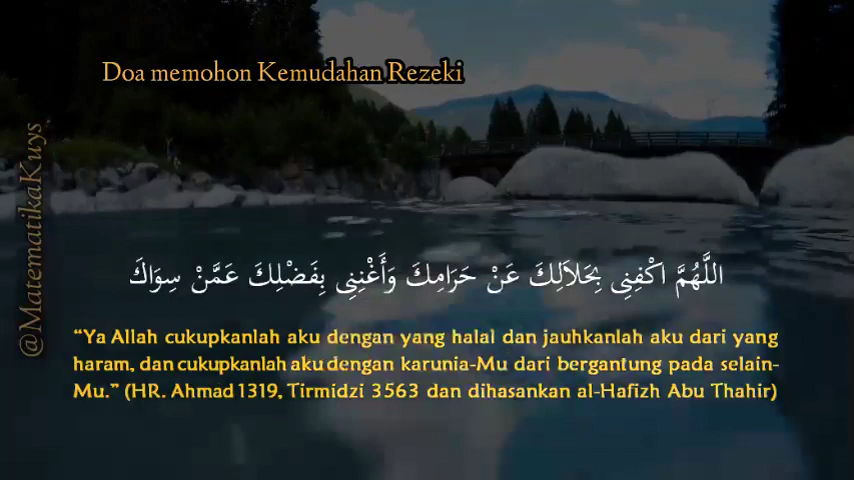 Doa memohon Kemudahan Rezeki
@MatematikaKuys
اللَّهُمَّ اكْفِنِى بِحَلاَلِكَ عَنْ حَرَامِكَ وَأَغْنِنِى بِفَضْلِكَ عَمَّنْ سِوَاكَ
“Ya Allah cukupkanlah aku dengan yang halal dan jauhkanlah aku dari yang
haram, dan cukupkanlah aku dengan karunia-Mu dari bergantung pada selain-
Mu.” (HR. Ahmad 1319, Tirmidzi 3563 dan dihasankan al-Hafizh Abu Thahir)